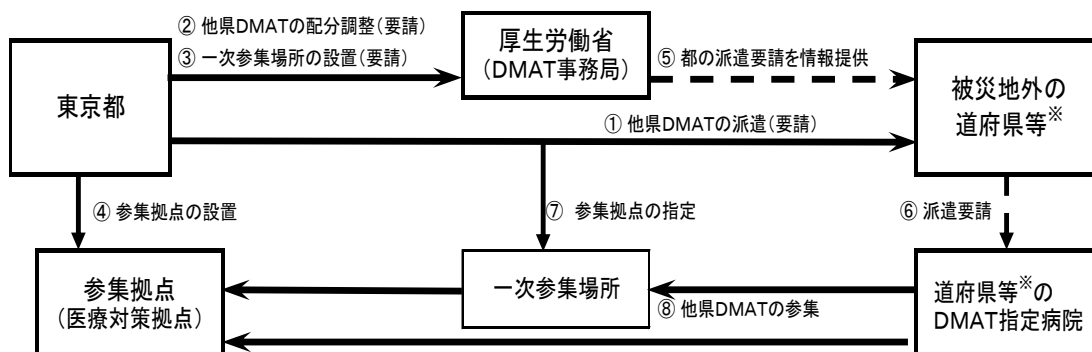 ② 他県DMATの配分調整（要請）
③ 一次参集場所の設置（要請）
厚生労働省
（DMAT事務局）
⑤ 都の派遣要請を情報提供
東京都
被災地外の
道府県等※
① 他県DMATの派遣（要請）
④ 参集拠点の設置
⑦ 参集拠点の指定
⑥ 派遣要請
参集拠点
（医療対策拠点）
一次参集場所
道府県等※の
DMAT指定病院
⑧ 他県DMATの参集